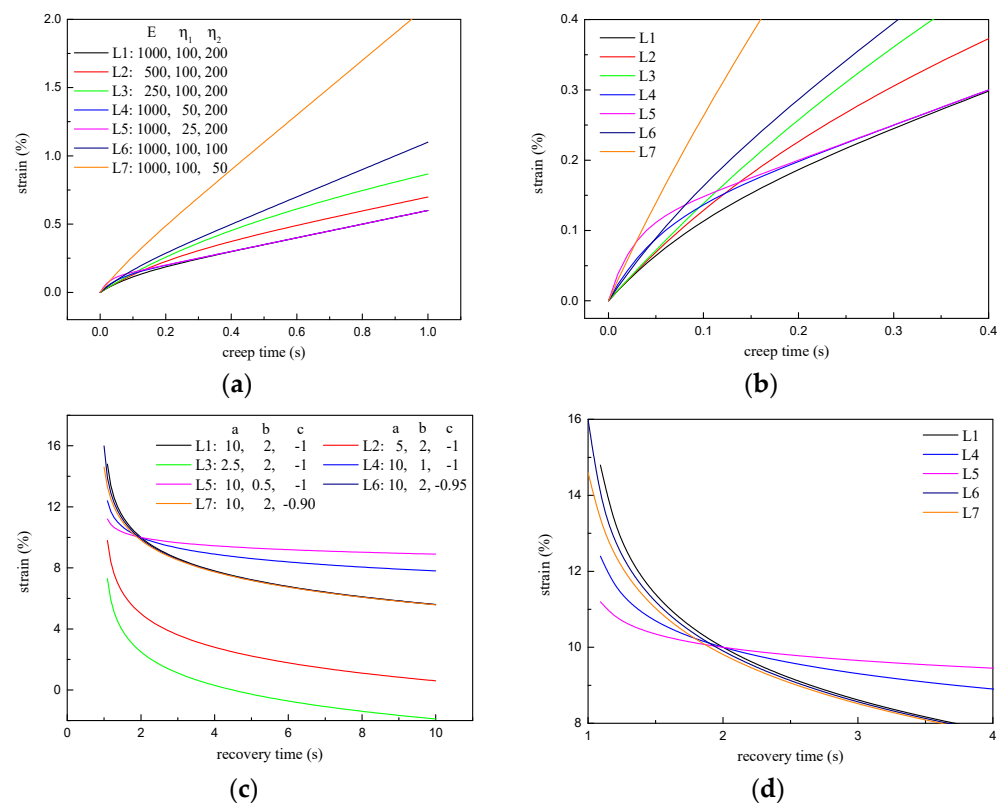 E η1 η2
L1: 1000, 100, 200
L2: 500, 100, 200
L3: 250, 100, 200
L4: 1000, 50, 200
L5: 1000, 25, 200
L6: 1000, 100, 100
L7: 1000, 100, 50
2.0
1.5
1.0
0.5
0.0
strain (%)
0.0 0.2 0.4 0.6 0.8 1.0
creep time (s)
(a)
L1
L2
L3
L4
L5
L6
L7
0.4
0.3
0.2
0.1
0.0
strain (%)
0.0 0.1 0.2 0.3 0.4
creep time (s)
(b)
a b c a b c
L1: 10, 2, -1 L2: 5, 2, -1
L3: 2.5, 2, -1 L4: 10, 1, -1
L5: 10, 0.5, -1 L6: 10, 2, -0.95
L7: 10, 2, -0.90
16
12
8
4
0
strain (%)
0 2 4 6 8 10
recovery time (s)
(c)
L1
L4
L5
L6
L7
16
14
12
10
8
strain (%)
1 2 3 4
recovery time (s)
(d)